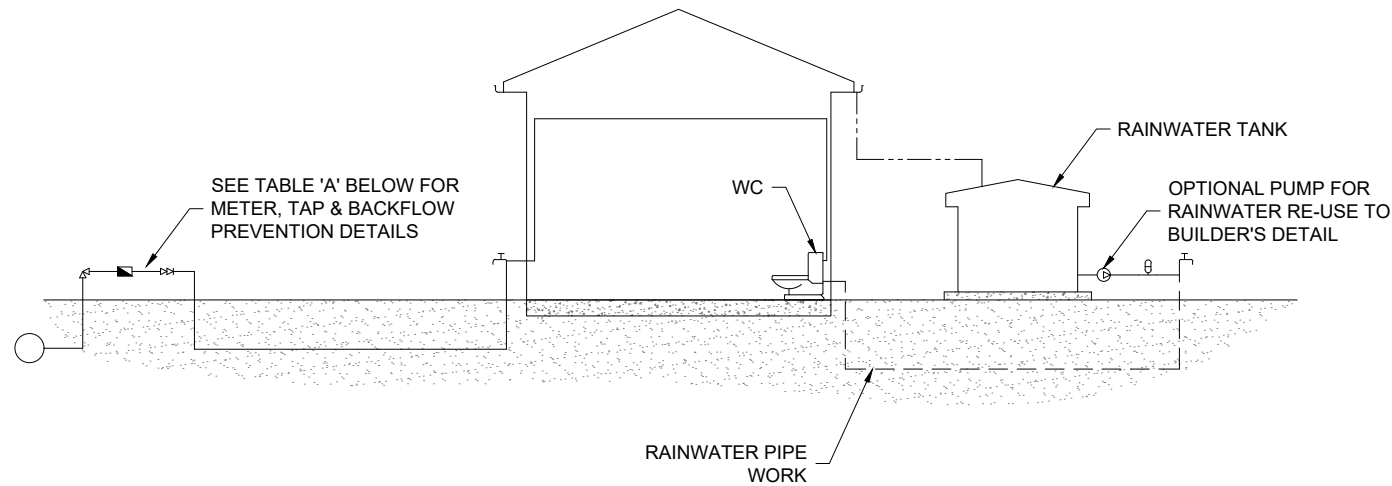 RAINWATER TANK
SEE TABLE 'A' BELOW FOR
METER, TAP & BACKFLOW
PREVENTION DETAILS
WC
OPTIONAL PUMP FOR
RAINWATER RE-USE TO
BUILDER'S DETAIL
RAINWATER PIPE
WORK